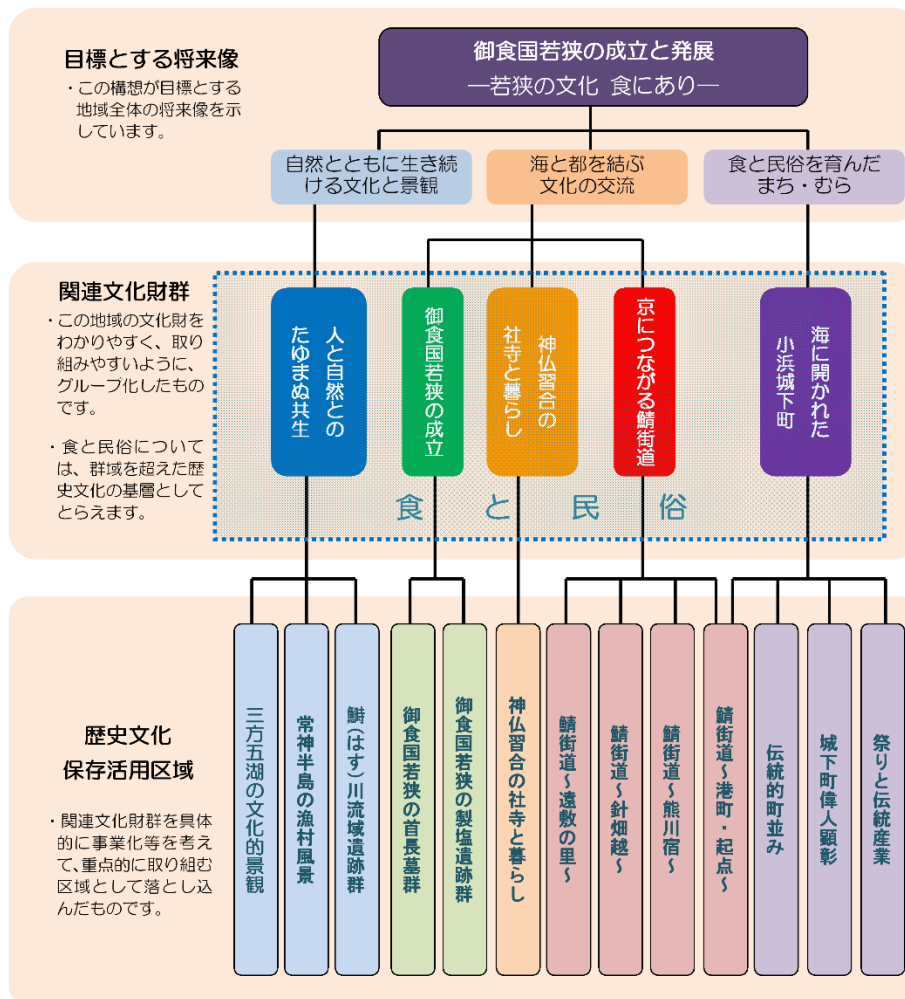 目標とする将来像
・この構想が目標とする
地域全体の将来像を示
しています。
御食国若狭の成立と発展
―若狭の文化 食にあり―
自然とともに生き続
ける文化と景観
海と都を結ぶ
文化の交流
食と民俗を育んだ
まち・むら
関連文化財群
・この地域の文化財を
わかりやすく、取り
組みやすいように、
グループ化したもの
です。
・食と民俗について
は、群域を超えた歴
史文化の基層として
とらえます。
人と自然との
たゆまぬ共生
御食国若狭の成立
神仏習合の
社寺と暮らし
京につながる鯖街道
海に開かれた
小浜城下町
食と民俗
歴史文化
保存活用区域
・関連文化財群を具体
的に事業化等を考え
て、重点的に取り組む
区域として落とし込
んだものです。
三方五湖の文化的景観
常神半島の漁村風景
鰣(はす)川流域遺跡群
御食国若狭の首長墓群
御食国若狭の製塩遺跡群
神仏習合の社寺と暮らし
鯖街道~遠敷の里~
鯖街道~針畑越~
鯖街道~熊川宿~
鯖街道~港町・起点~
伝統的町並み
城下町偉人顕彰
祭りと伝統産業